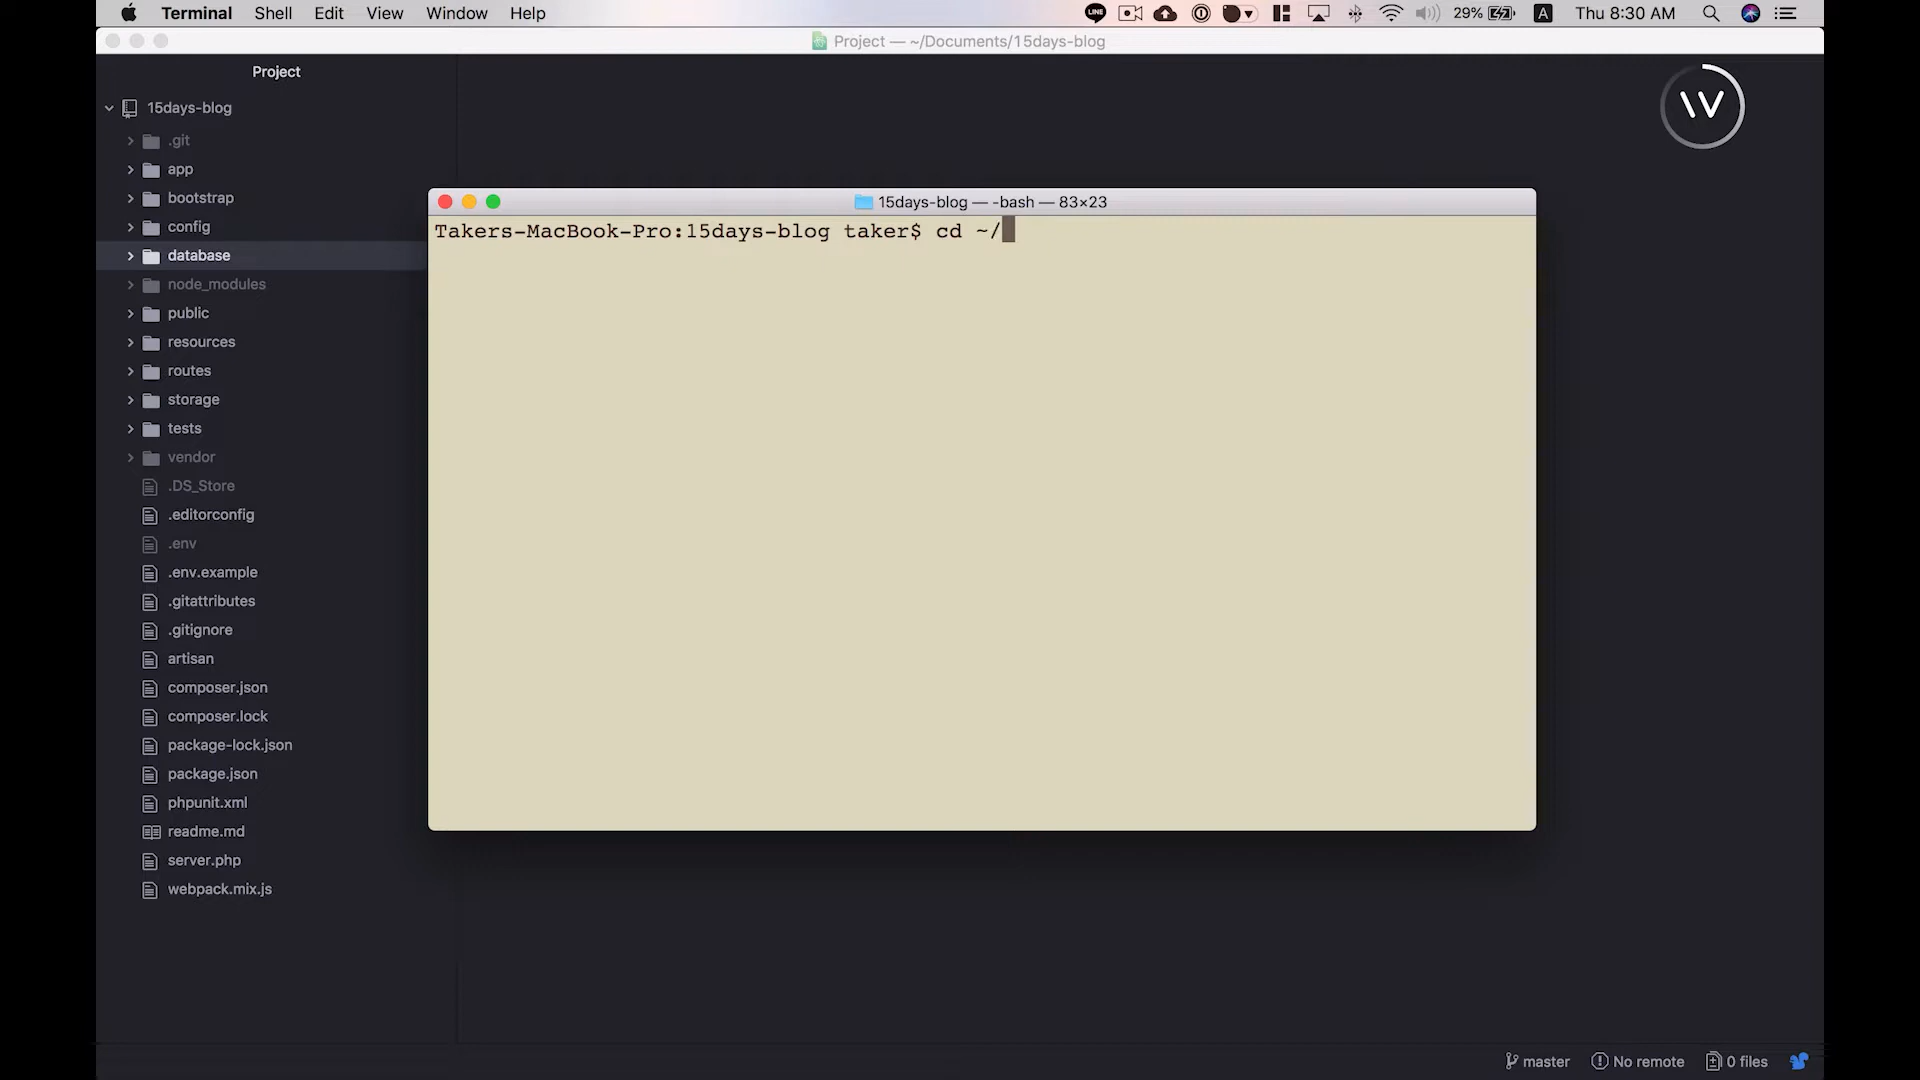 Terminal Shell Edit View Window Help
LINE 29% A Thu 8:30 AM
Project — ~/Documents/15days-blog
Project
15days-blog
.git
app
bootstrap
config
database
node_modules
public
resources
routes
storage
tests
vendor
.DS_Store
.editorconfig
.env
.env.example
.gitattributes
.gitignore
artisan
composer.json
composer.lock
package-lock.json
package.json
phpunit.xml
readme.md
server.php
webpack.mix.js
W
15days-blog — -bash — 83×23
Takers-MacBook-Pro:15days-blog taker$ cd ~/
master No remote 0 files